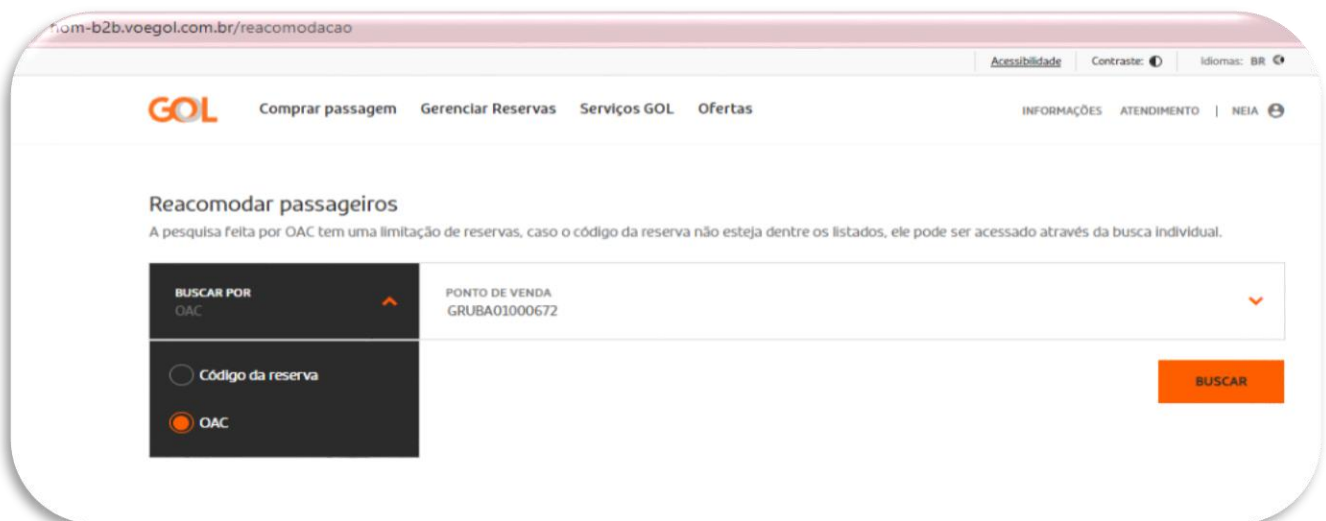 hom-b2b.voegol.com.br/reacomodacao
Acessibilidade Contraste: Idiomas: BR
GOL Comprar passagem Gerenciar Reservas Serviços GOL Ofertas INFORMAÇÕES ATENDIMENTO | NEIA
Reacomodar passageiros
A pesquisa feita por OAC tem uma limitação de reservas, caso o código da reserva não esteja dentre os listados, ele pode ser acessado através da busca individual.
BUSCAR POR
OAC
PONTO DE VENDA
GRUBA01000672
Código da reserva
OAC
BUSCAR